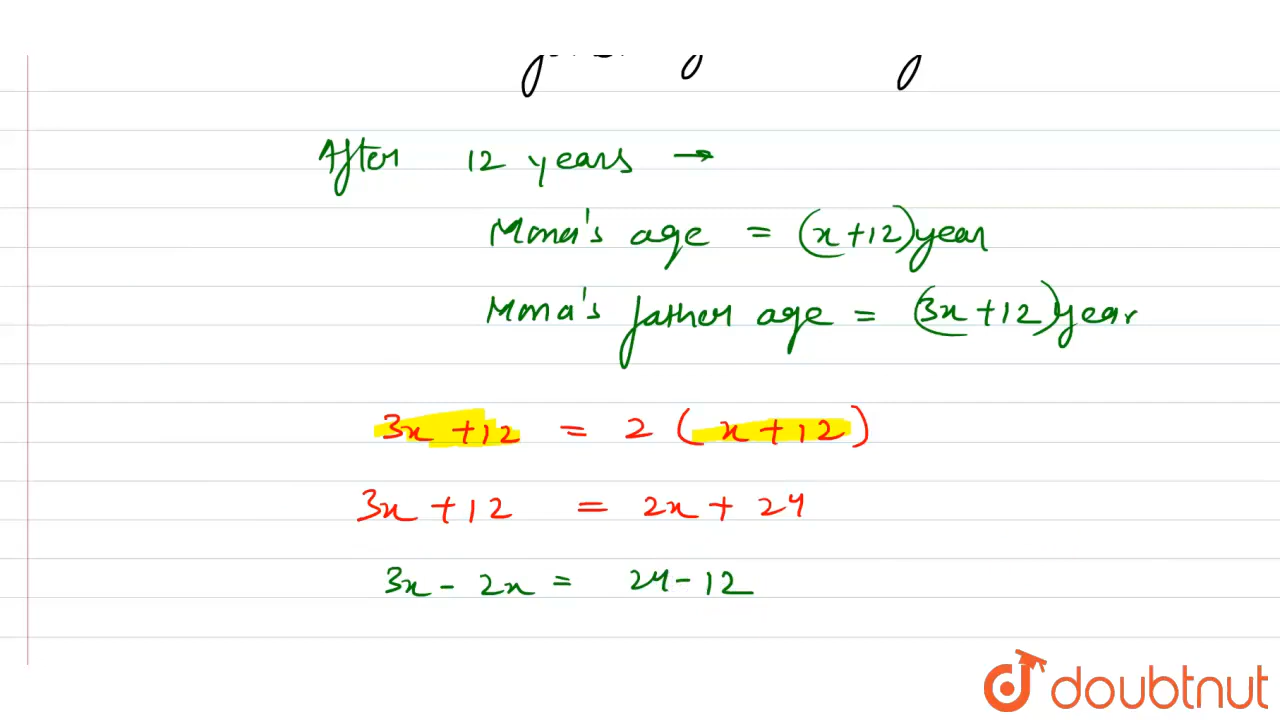 After 12 years →
Mona's age = (x+12)year
Mona's father age = (3x+12)year
3x +12 = 2 ( x + 12 )
3x + 12 = 2x + 24
3x - 2x = 24 - 12
doubtnut